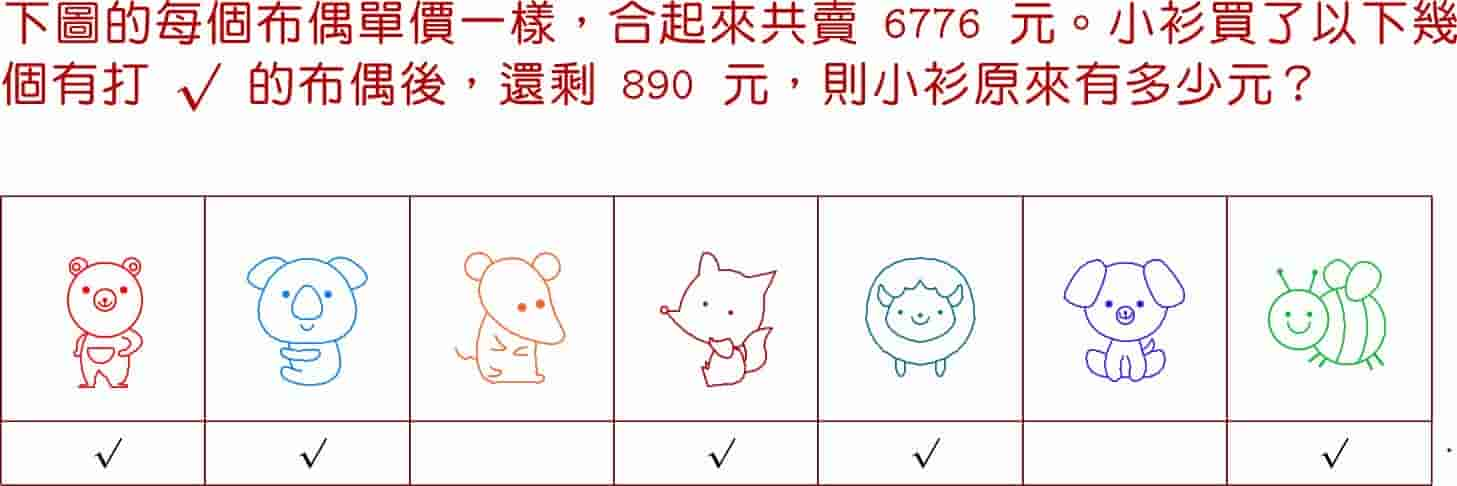 下圖的每個布偶單價一樣，合起來共賣 6776 元。小衫買了以下幾
個有打 √ 的布偶後，還剩 890 元，則小衫原來有多少元？
√ √ √ √ √ .